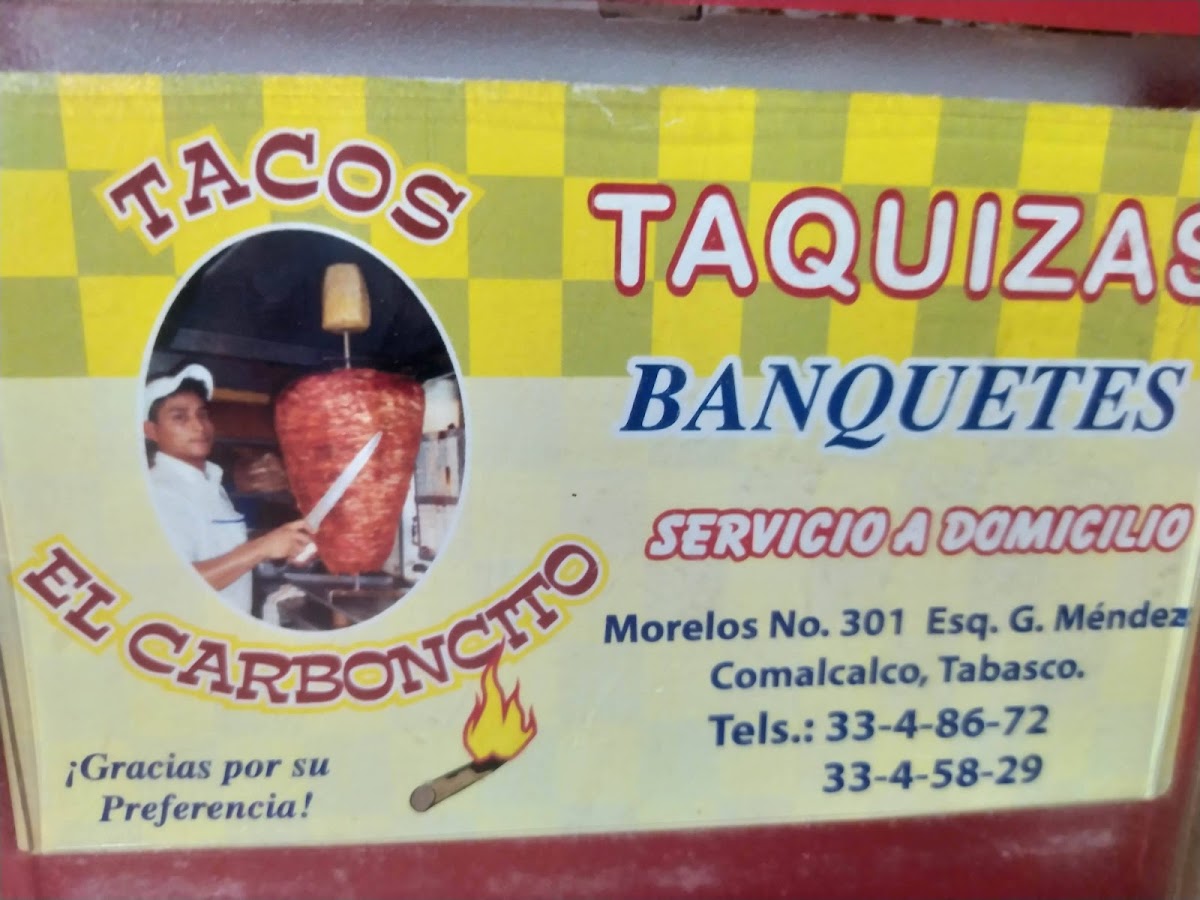 TACOS
EL CARBONCITO
¡Gracias por su
Preferencia!
TAQUIZAS
BANQUETES
SERVICIO A DOMICILIO
Morelos No. 301 Esq. G. Méndez
Comalcalco, Tabasco.
Tels.: 33-4-86-72
33-4-58-29